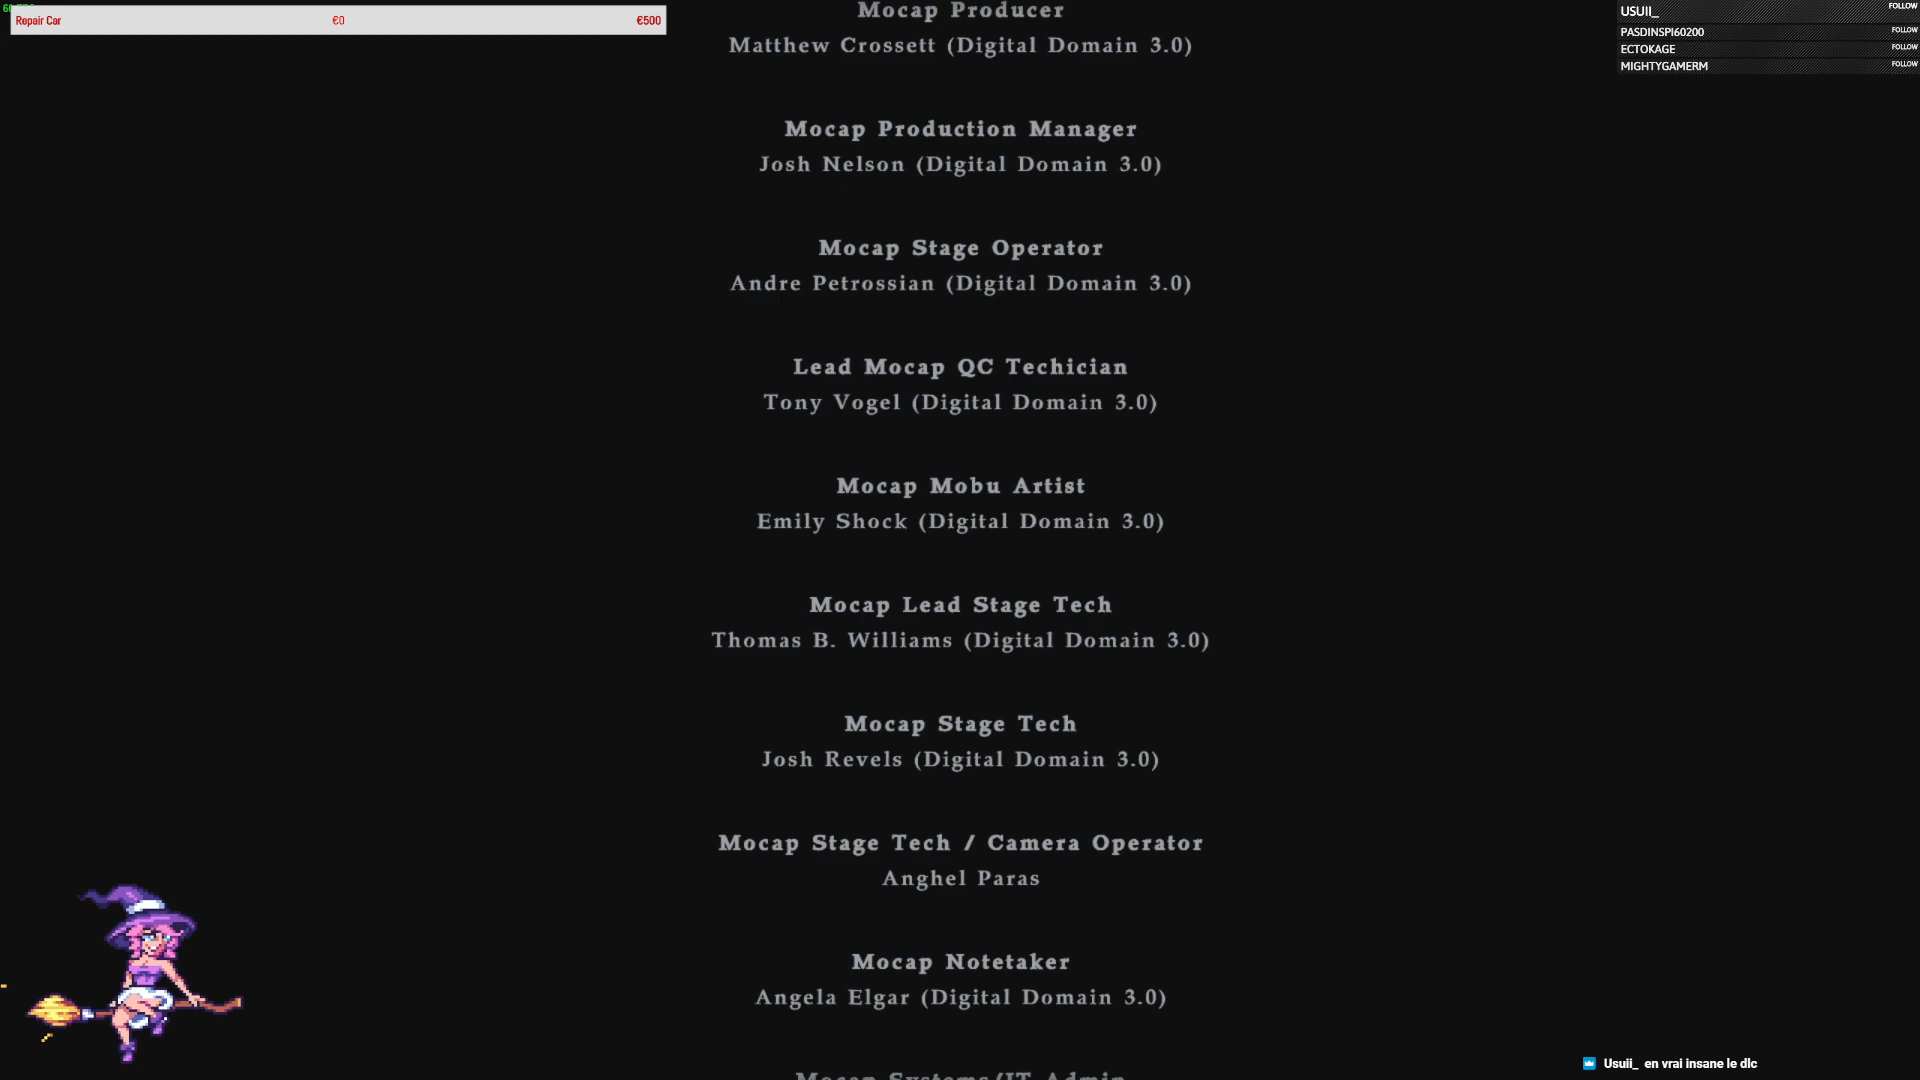 Repair Car €0 €500
Mocap Producer
Matthew Crossett (Digital Domain 3.0)
Mocap Production Manager
Josh Nelson (Digital Domain 3.0)
Mocap Stage Operator
Andre Petrossian (Digital Domain 3.0)
Lead Mocap QC Techician
Tony Vogel (Digital Domain 3.0)
Mocap Mobu Artist
Emily Shock (Digital Domain 3.0)
Mocap Lead Stage Tech
Thomas B. Williams (Digital Domain 3.0)
Mocap Stage Tech
Josh Revels (Digital Domain 3.0)
Mocap Stage Tech / Camera Operator
Anghel Paras
Mocap Notetaker
Angela Elgar (Digital Domain 3.0)
Mocap Systems/IT Admin
USUII_ FOLLOW
PASDINSPI60200 FOLLOW
ECTOKAGE FOLLOW
MIGHTYGAMERM FOLLOW
Usuii_ en vrai insane le dlc